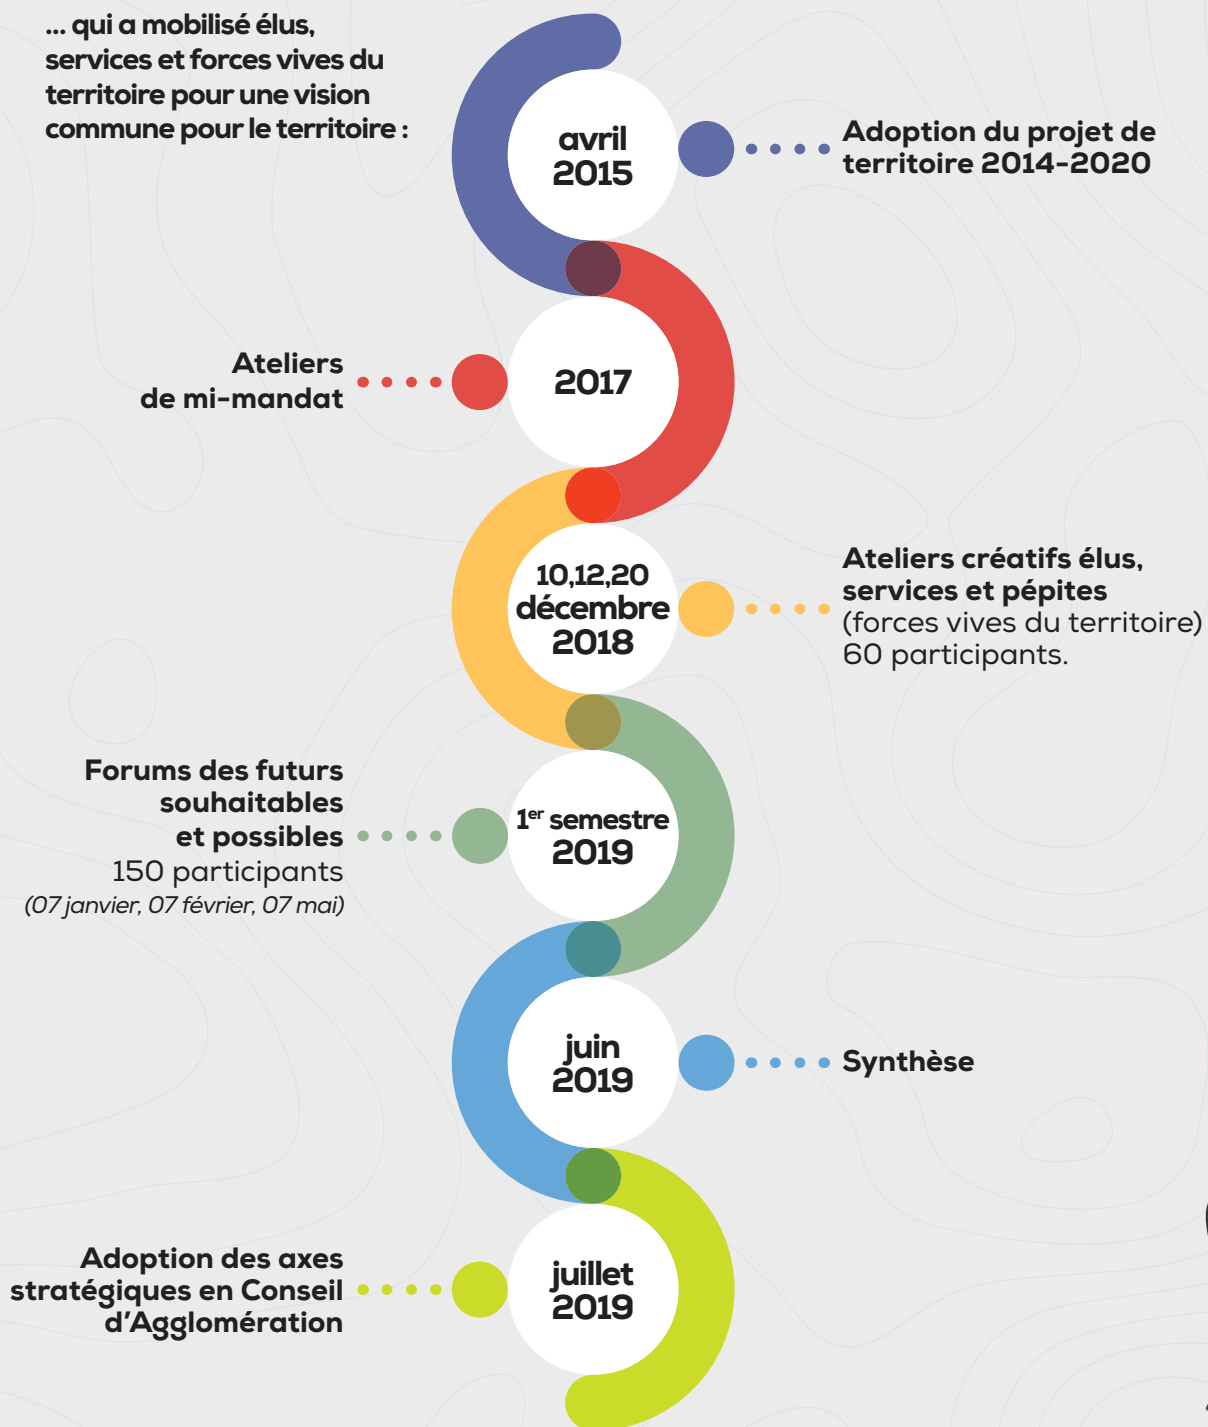 ... qui a mobilisé élus,
services et forces vives du
territoire pour une vision
commune pour le territoire :
avril
2015
Adoption du projet de
territoire 2014-2020
Ateliers
de mi-mandat
2017
10,12,20
décembre
2018
Ateliers créatifs élus,
services et pépites
(forces vives du territoire)
60 participants.
Forums des futurs
souhaitables
et possibles
150 participants
(07 janvier, 07 février, 07 mai)
1er semestre
2019
juin
2019
Synthèse
Adoption des axes
stratégiques en Conseil
d'Agglomération
juillet
2019